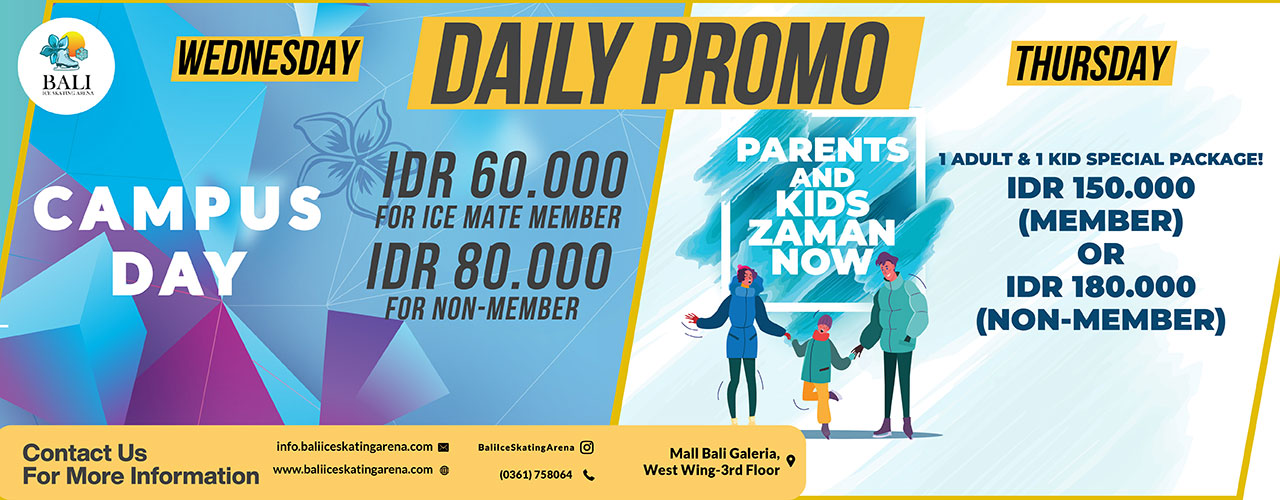 BALI
ICE SKATING ARENA
WEDNESDAY
DAILY PROMO
THURSDAY
CAMPUS
DAY
IDR 60.000
FOR ICE MATE MEMBER
IDR 80.000
FOR NON-MEMBER
PARENTS
AND
KIDS
ZAMAN
NOW
1 ADULT & 1 KID SPECIAL PACKAGE!
IDR 150.000
(MEMBER)
OR
IDR 180.000
(NON-MEMBER)
Contact Us
For More Information
info.baliiceskatingarena.com
www.baliiceskatingarena.com
BaliIceSkatingArena
(0361) 758064
Mall Bali Galeria,
West Wing-3rd Floor